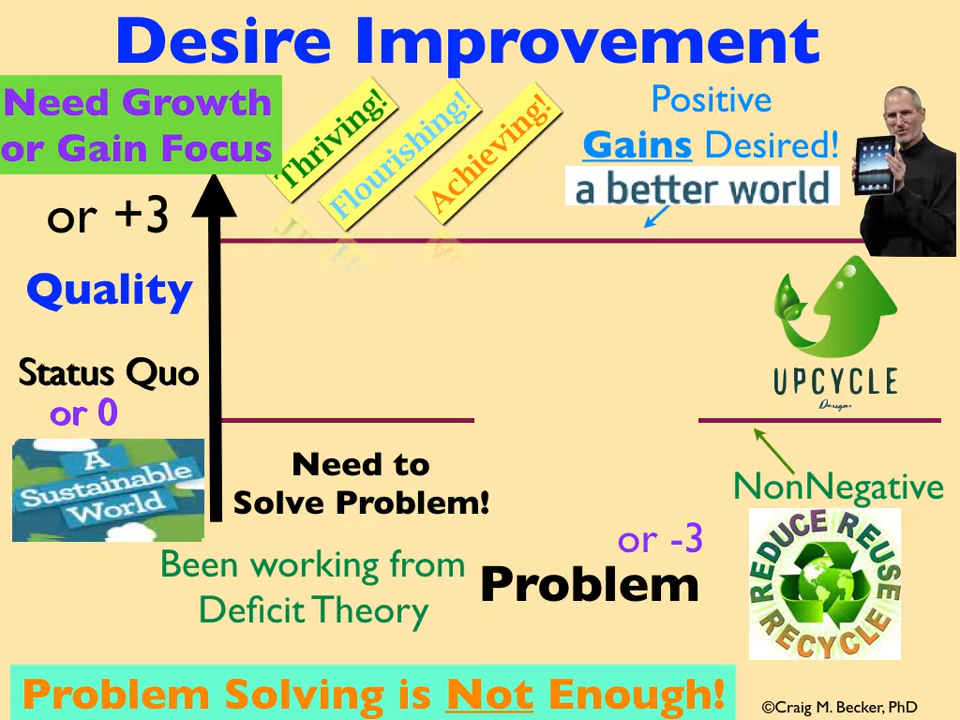 Desire Improvement
Need Growth
or Gain Focus
Thriving!
Flourishing!
Achieving!
Positive
Gains Desired!
a better world
or +3
Quality
Status Quo
or 0
UPCYCLE
Designs
A
Sustainable
World
Need to
Solve Problem!
NonNegative
Been working from
Deficit Theory
or -3
Problem
REDUCE REUSE
RECYCLE
Problem Solving is Not Enough!
©Craig M. Becker, PhD